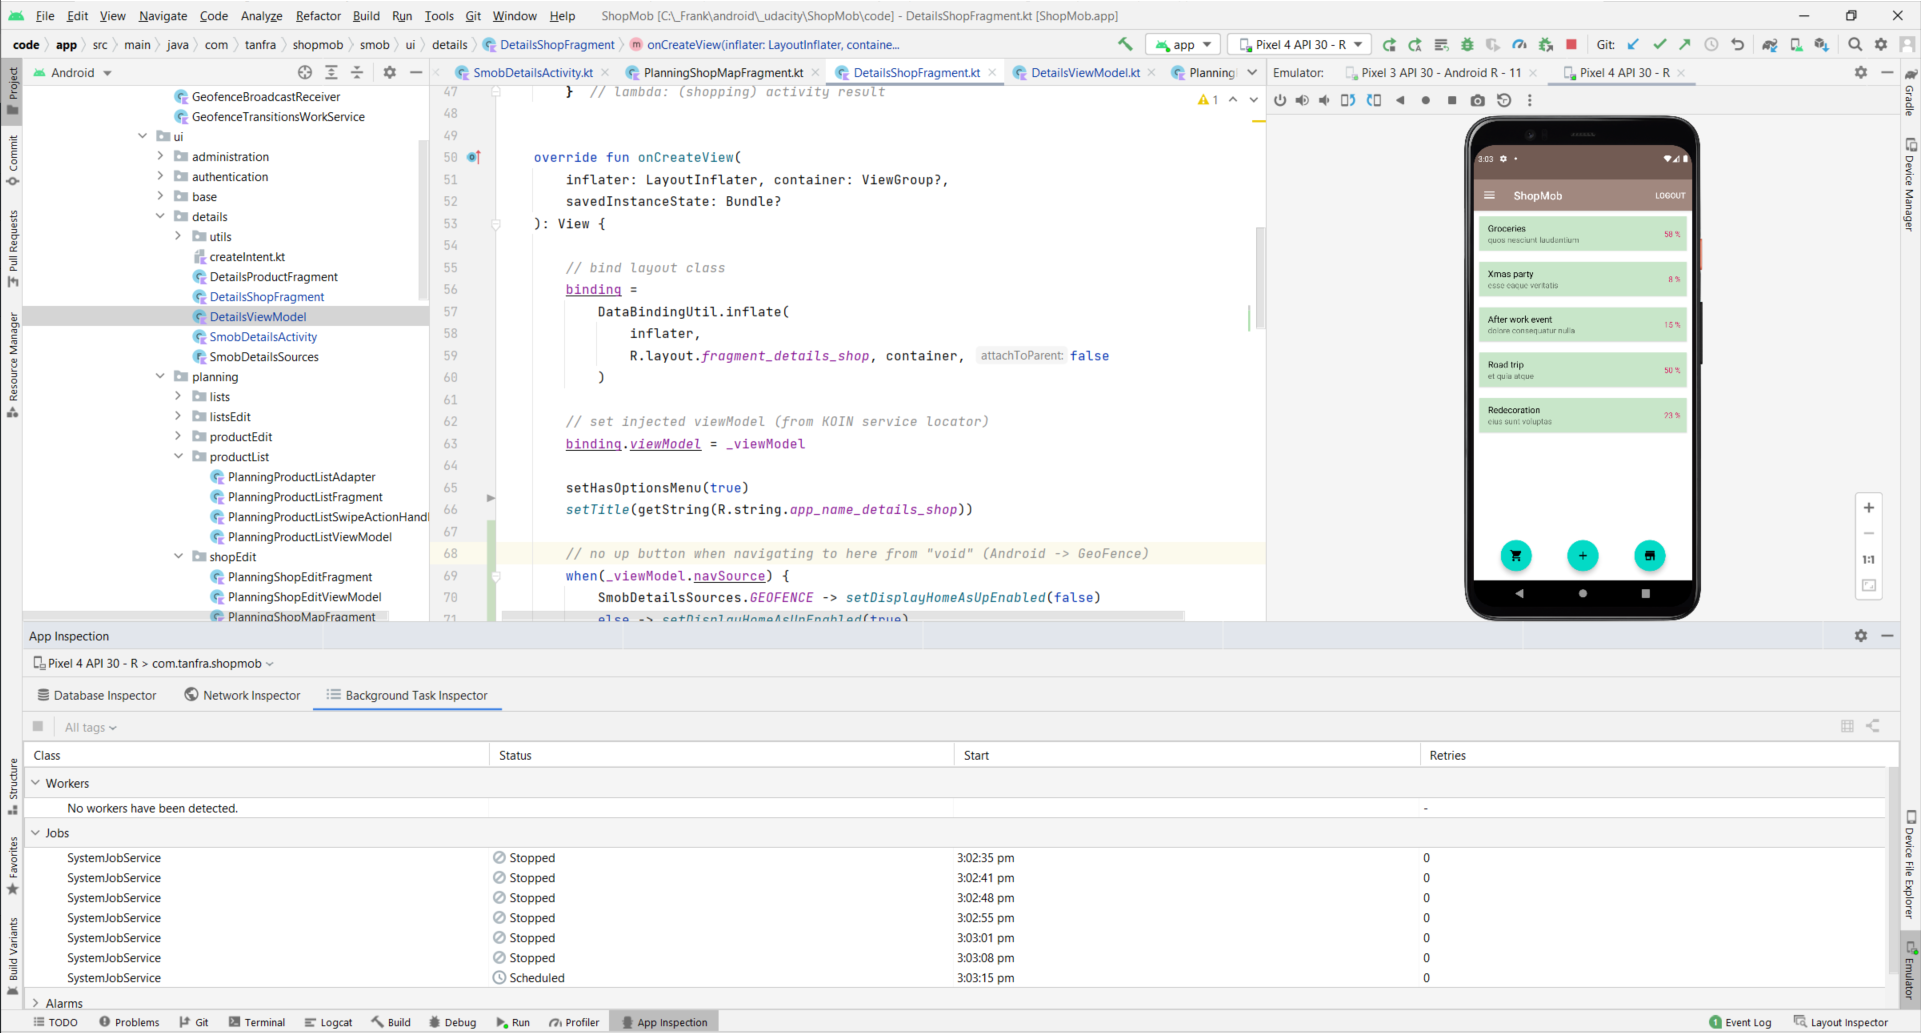 File Edit View Navigate Code Analyze Refactor Build Run Tools Git Window Help ShopMob [C:\_Frank\android\_udacity\ShopMob\code] - DetailsShopFragment.kt [ShopMob.app]
code app src main java com tanfra shopmob smob ui details DetailsShopFragment onCreateView(inflater: LayoutInflater, containe... app Pixel 4 API 30 - R Git:
Android
SmobDetailsActivity.kt PlanningShopMapFragment.kt DetailsShopFragment.kt DetailsViewModel.kt Planning
Emulator: Pixel 3 API 30 - Android R - 11 Pixel 4 API 30 - R
Project
Commit
Pull Requests
Resource Manager
Structure
Favorites
Build Variants
GeofenceBroadcastReceiver
GeofenceTransitionsWorkService
ui
administration
authentication
base
details
utils
createIntent.kt
DetailsProductFragment
DetailsShopFragment
DetailsViewModel
SmobDetailsActivity
SmobDetailsSources
planning
lists
listsEdit
productEdit
productList
PlanningProductListAdapter
PlanningProductListFragment
PlanningProductListSwipeActionHandl
PlanningProductListViewModel
shopEdit
PlanningShopEditFragment
PlanningShopEditViewModel
PlanningShopMapFragment
1
47 } // lambda: (shopping) activity result
48
49
50 override fun onCreateView(
51 inflater: LayoutInflater, container: ViewGroup?,
52 savedInstanceState: Bundle?
53 ): View {
54
55 // bind layout class
56 binding =
57 DataBindingUtil.inflate(
58 inflater,
59 R.layout.fragment_details_shop, container, attachToParent: false
60 )
61
62 // set injected viewModel (from KOIN service locator)
63 binding.viewModel = _viewModel
64
65 setHasOptionsMenu(true)
66 setTitle(getString(R.string.app_name_details_shop))
67
68 // no up button when navigating to here from "void" (Android -> GeoFence)
69 when(_viewModel.navSource) {
70 SmobDetailsSources.GEOFENCE -> setDisplayHomeAsUpEnabled(false)
71 else -> setDisplayHomeAsUpEnabled(true)
3:03
ShopMob LOGOUT
Groceries
quos nesciunt laudantium
58 %
Xmas party
esse eaque veritatis
8 %
After work event
dolore consequatur nulla
15 %
Road trip
et quia atque
50 %
Redecoration
eius sunt voluptas
23 %
1:1
Gradle
Device Manager
Device File Explorer
Emulator
App Inspection
Pixel 4 API 30 - R > com.tanfra.shopmob
Database Inspector Network Inspector Background Task Inspector
All tags
Class Status Start Retries
Workers
No workers have been detected. -
Jobs
SystemJobService Stopped 3:02:35 pm 0
SystemJobService Stopped 3:02:41 pm 0
SystemJobService Stopped 3:02:48 pm 0
SystemJobService Stopped 3:02:55 pm 0
SystemJobService Stopped 3:03:01 pm 0
SystemJobService Stopped 3:03:08 pm 0
SystemJobService Scheduled 3:03:15 pm 0
Alarms
TODO Problems Git Terminal Logcat Build Debug Run Profiler App Inspection 1 Event Log Layout Inspector